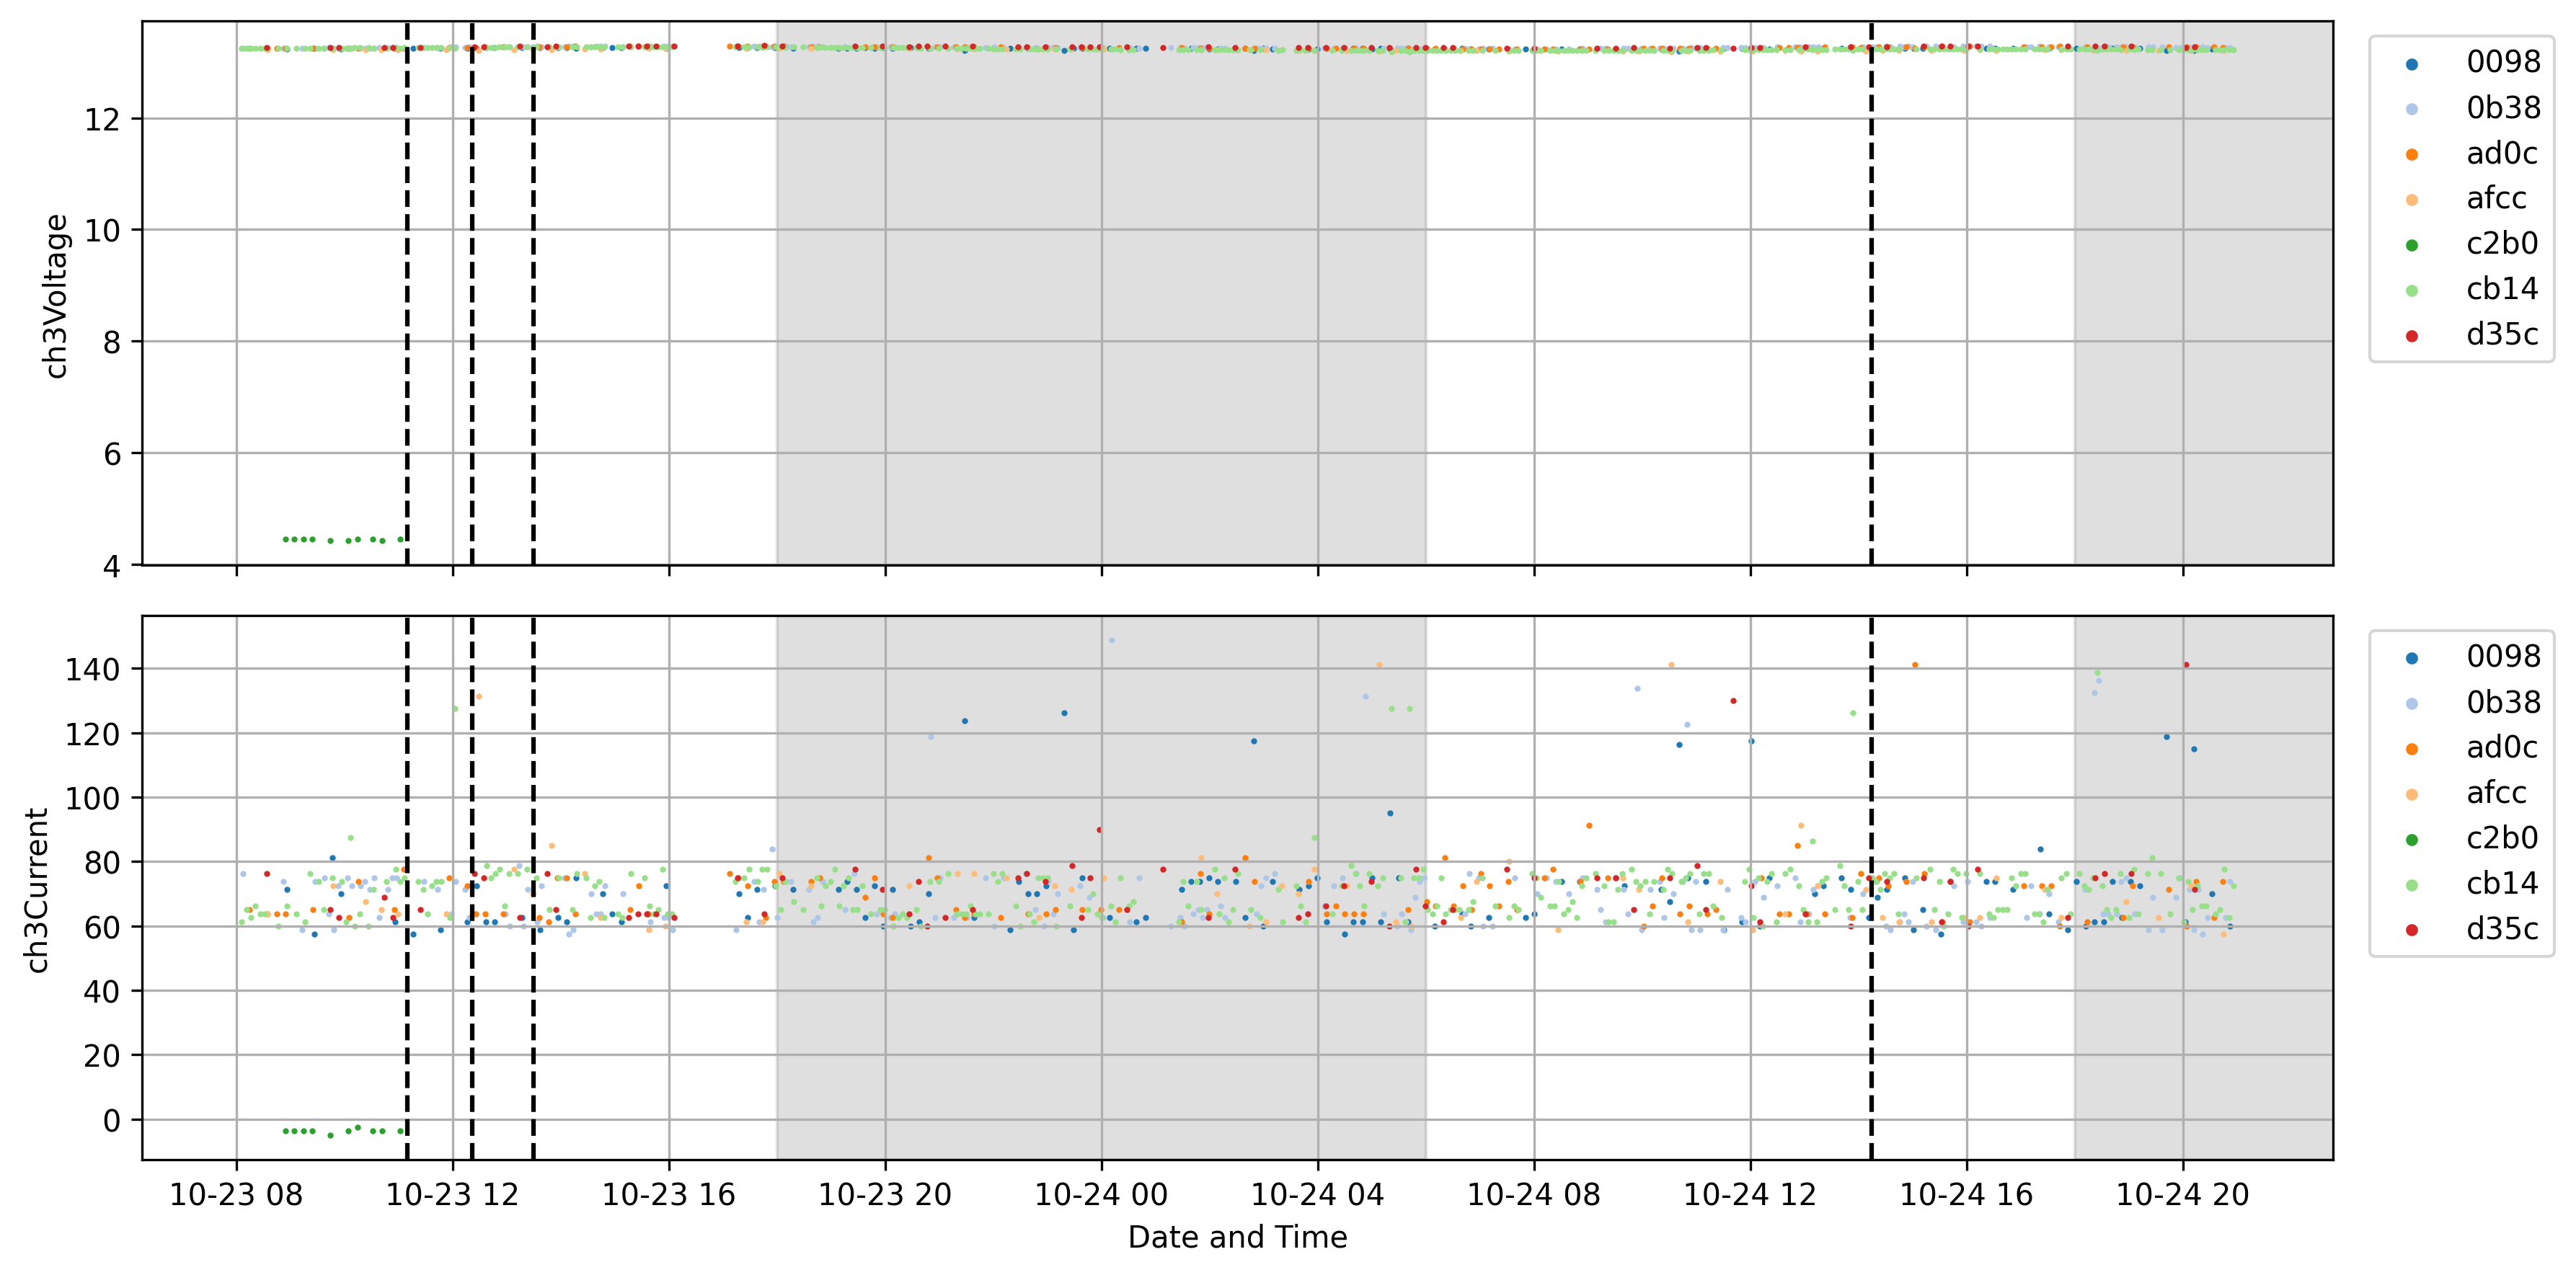 12
10
8
6
4
ch3Voltage
0098
0b38
ad0c
afcc
c2b0
cb14
d35c
140
120
100
80
60
40
20
0
ch3Current
0098
0b38
ad0c
afcc
c2b0
cb14
d35c
10-23 08 10-23 12 10-23 16 10-23 20 10-24 00 10-24 04 10-24 08 10-24 12 10-24 16 10-24 20
Date and Time